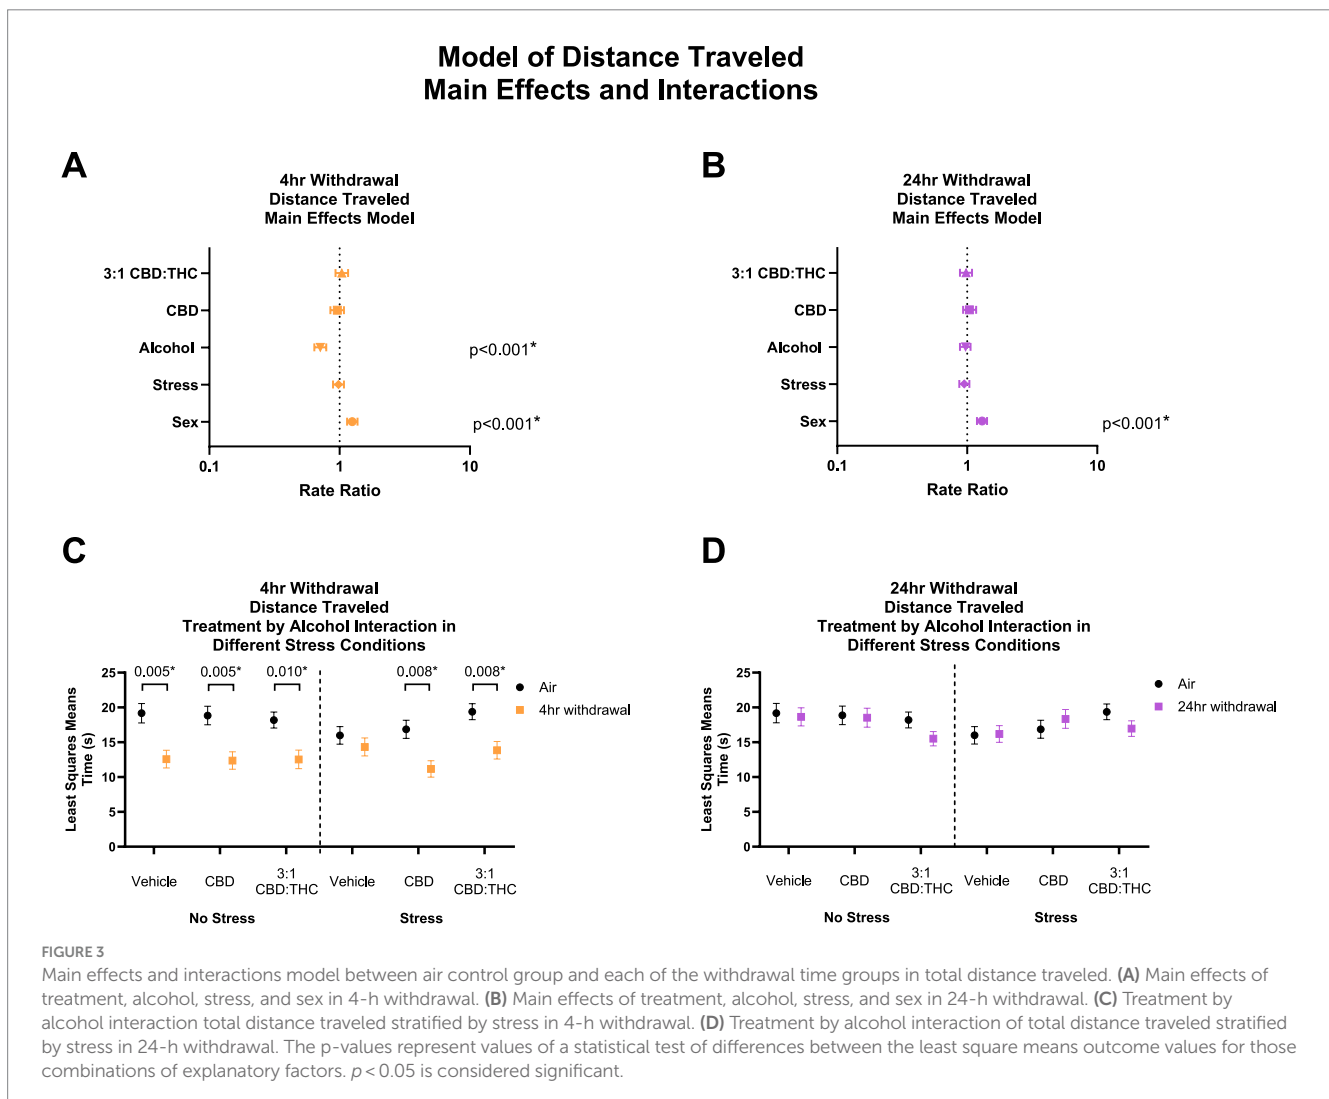 Model of Distance Traveled
Main Effects and Interactions
A
4hr Withdrawal
Distance Traveled
Main Effects Model
3:1 CBD:THC
CBD
Alcohol
p<0.001*
Stress
Sex
p<0.001*
0.1
1
10
Rate Ratio
B
24hr Withdrawal
Distance Traveled
Main Effects Model
3:1 CBD:THC
CBD
Alcohol
Stress
Sex
p<0.001*
0.1
1
10
Rate Ratio
C
4hr Withdrawal
Distance Traveled
Treatment by Alcohol Interaction in
Different Stress Conditions
Least Squares Means
Time (s)
25
20
15
10
5
0
0.005*
0.005*
0.010*
0.008*
0.008*
Air
4hr withdrawal
Vehicle
CBD
3:1
CBD:THC
Vehicle
CBD
3:1
CBD:THC
No Stress
Stress
D
24hr Withdrawal
Distance Traveled
Treatment by Alcohol Interaction in
Different Stress Conditions
Least Squares Means
Time (s)
25
20
15
10
5
0
Air
24hr withdrawal
Vehicle
CBD
3:1
CBD:THC
Vehicle
CBD
3:1
CBD:THC
No Stress
Stress
FIGURE 3
Main effects and interactions model between air control group and each of the withdrawal time groups in total distance traveled. (A) Main effects of
treatment, alcohol, stress, and sex in 4-h withdrawal. (B) Main effects of treatment, alcohol, stress, and sex in 24-h withdrawal. (C) Treatment by
alcohol interaction total distance traveled stratified by stress in 4-h withdrawal. (D) Treatment by alcohol interaction of total distance traveled stratified
by stress in 24-h withdrawal. The p-values represent values of a statistical test of differences between the least square means outcome values for those
combinations of explanatory factors. p < 0.05 is considered significant.